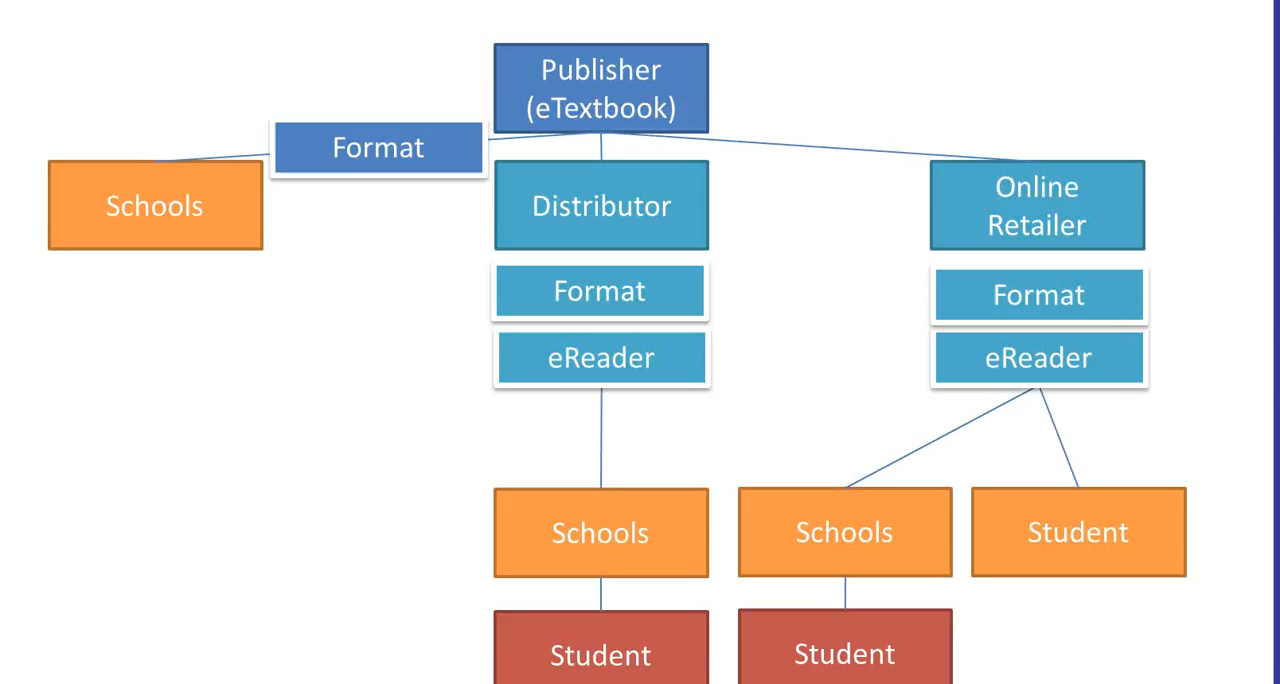 Publisher
(eTextbook)
Format
Schools
Distributor
Online
Retailer
Format
Format
eReader
eReader
Schools
Schools
Student
Student
Student